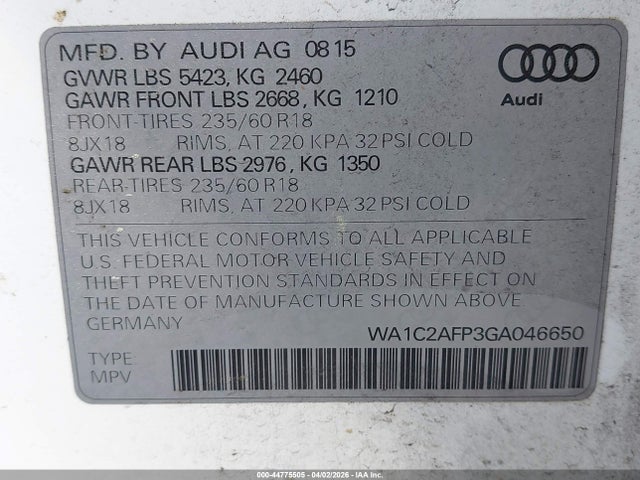 MFD. BY AUDI AG 0815
GVWR LBS 5423, KG 2460
GAWR FRONT LBS 2668, KG 1210
FRONT-TIRES 235/60 R18
8JX18 RIMS, AT 220 KPA 32 PSI COLD
GAWR REAR LBS 2976, KG 1350
REAR-TIRES 235/60 R18
8JX18 RIMS, AT 220 KPA 32 PSI COLD
Audi
THIS VEHICLE CONFORMS TO ALL APPLICABLE
U.S. FEDERAL MOTOR VEHICLE SAFETY AND
THEFT PREVENTION STANDARDS IN EFFECT ON
THE DATE OF MANUFACTURE SHOWN ABOVE
GERMANY
WA1C2AFP3GA046650
TYPE
MPV
000-44775505 04/02/2026 - IAAI.COM